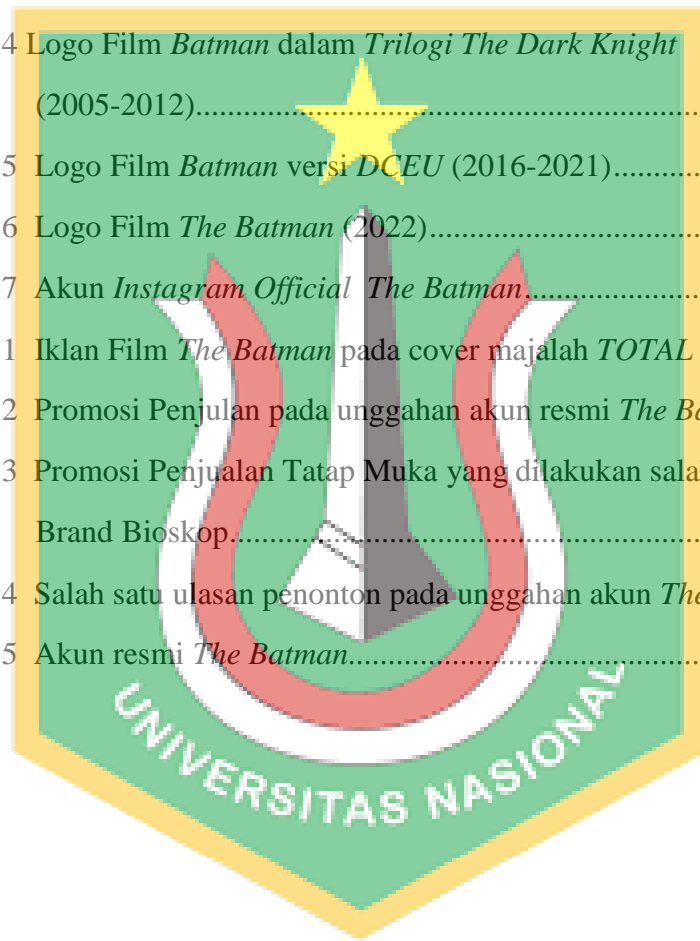 4 Logo Film Batman dalam Trilogi The Dark Knight
(2005-2012)..........................................................
5 Logo Film Batman versi DCEU (2016-2021)...........
6 Logo Film The Batman (2022)..................................
7 Akun Instagram Official The Batman......................
1 Iklan Film The Batman pada cover majalah TOTAL
2 Promosi Penjulan pada unggahan akun resmi The Ba
3 Promosi Penjualan Tatap Muka yang dilakukan salah
Brand Bioskop.......................................................
4 Salah satu ulasan penonton pada unggahan akun The
5 Akun resmi The Batman..........................................
UNIVERSITAS NASIONAL